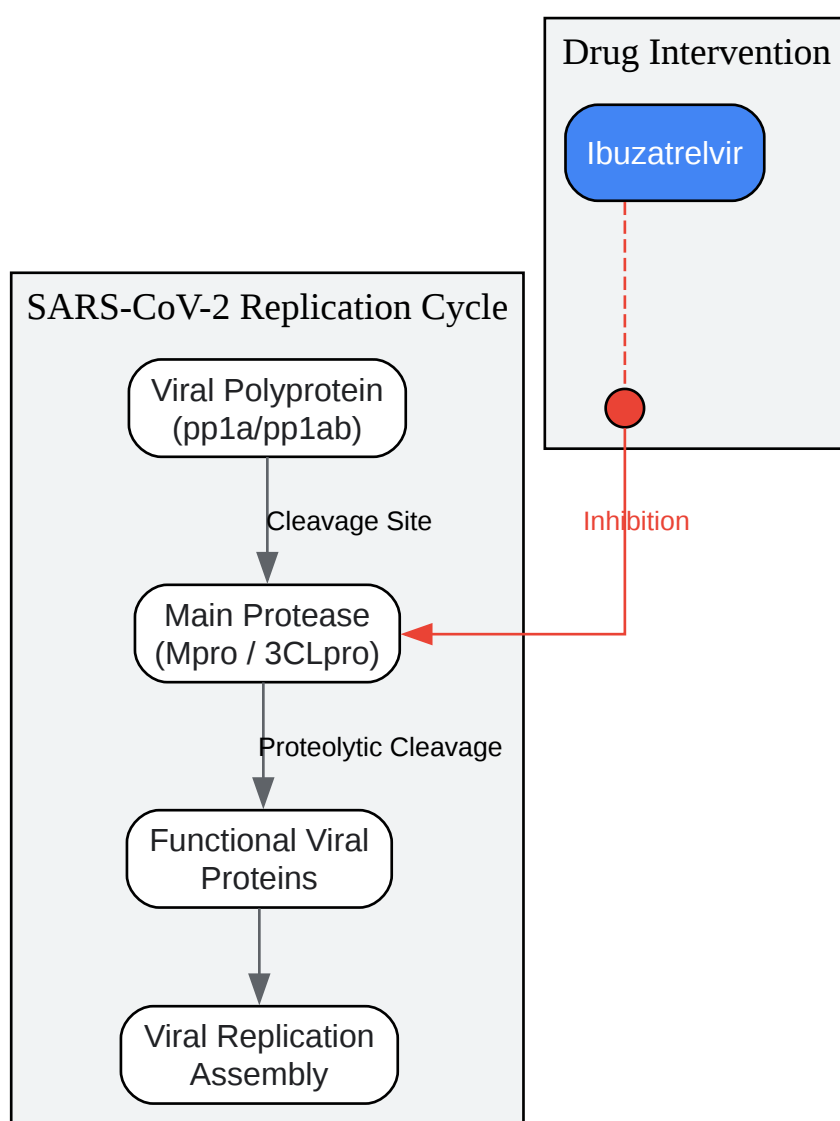 Drug Intervention
Ibuzatrelvir
SARS-CoV-2 Replication Cycle
Viral Polyprotein
(pp1a/pp1ab)
Cleavage Site
Inhibition
Main Protease
(Mpro / 3CLpro)
Proteolytic Cleavage
Functional Viral
Proteins
Viral Replication
Assembly